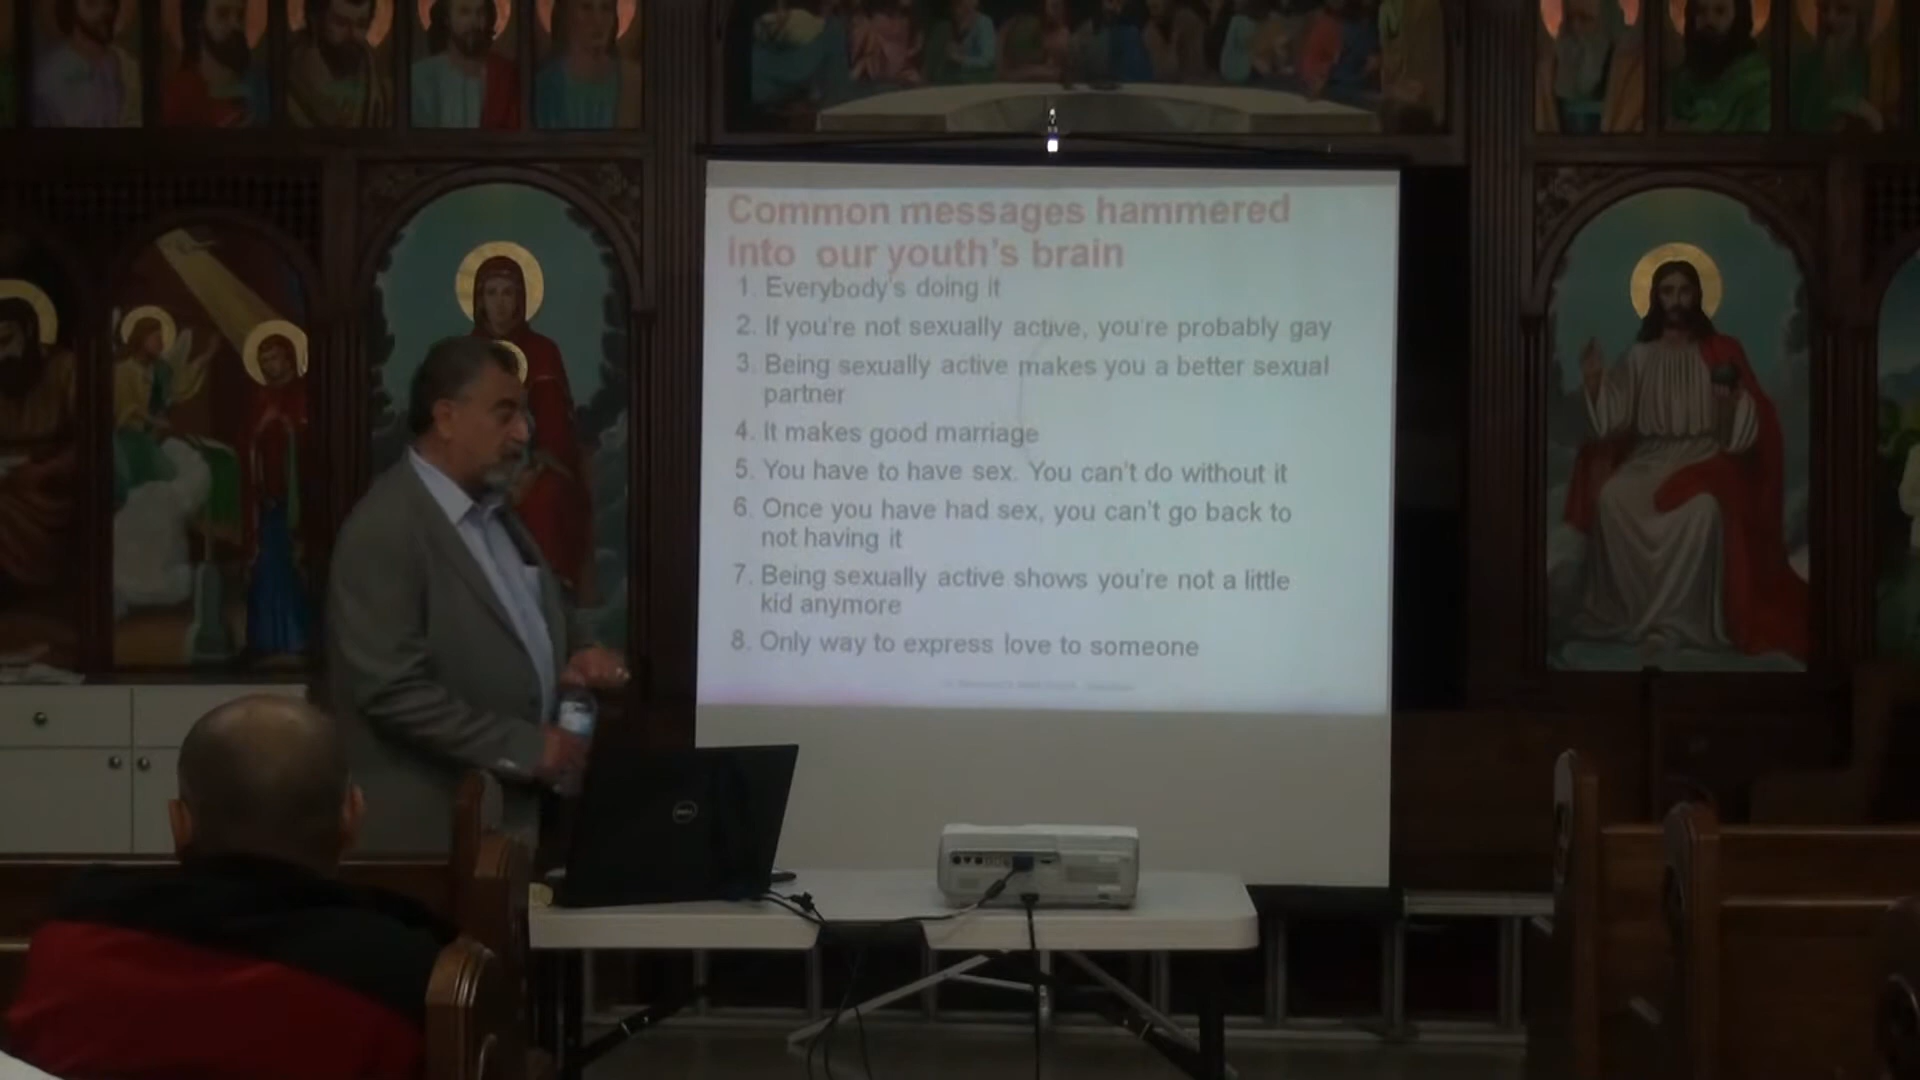 Common messages hammered
into our youth's brain
1. Everybody's doing it
2. If you're not sexually active, you're probably gay
3. Being sexually active makes you a better sexual
partner
4. It makes good marriage
5. You have to have sex. You can't do without it
6. Once you have had sex, you can't go back to
not having it
7. Being sexually active shows you're not a little
kid anymore
8. Only way to express love to someone
DELL